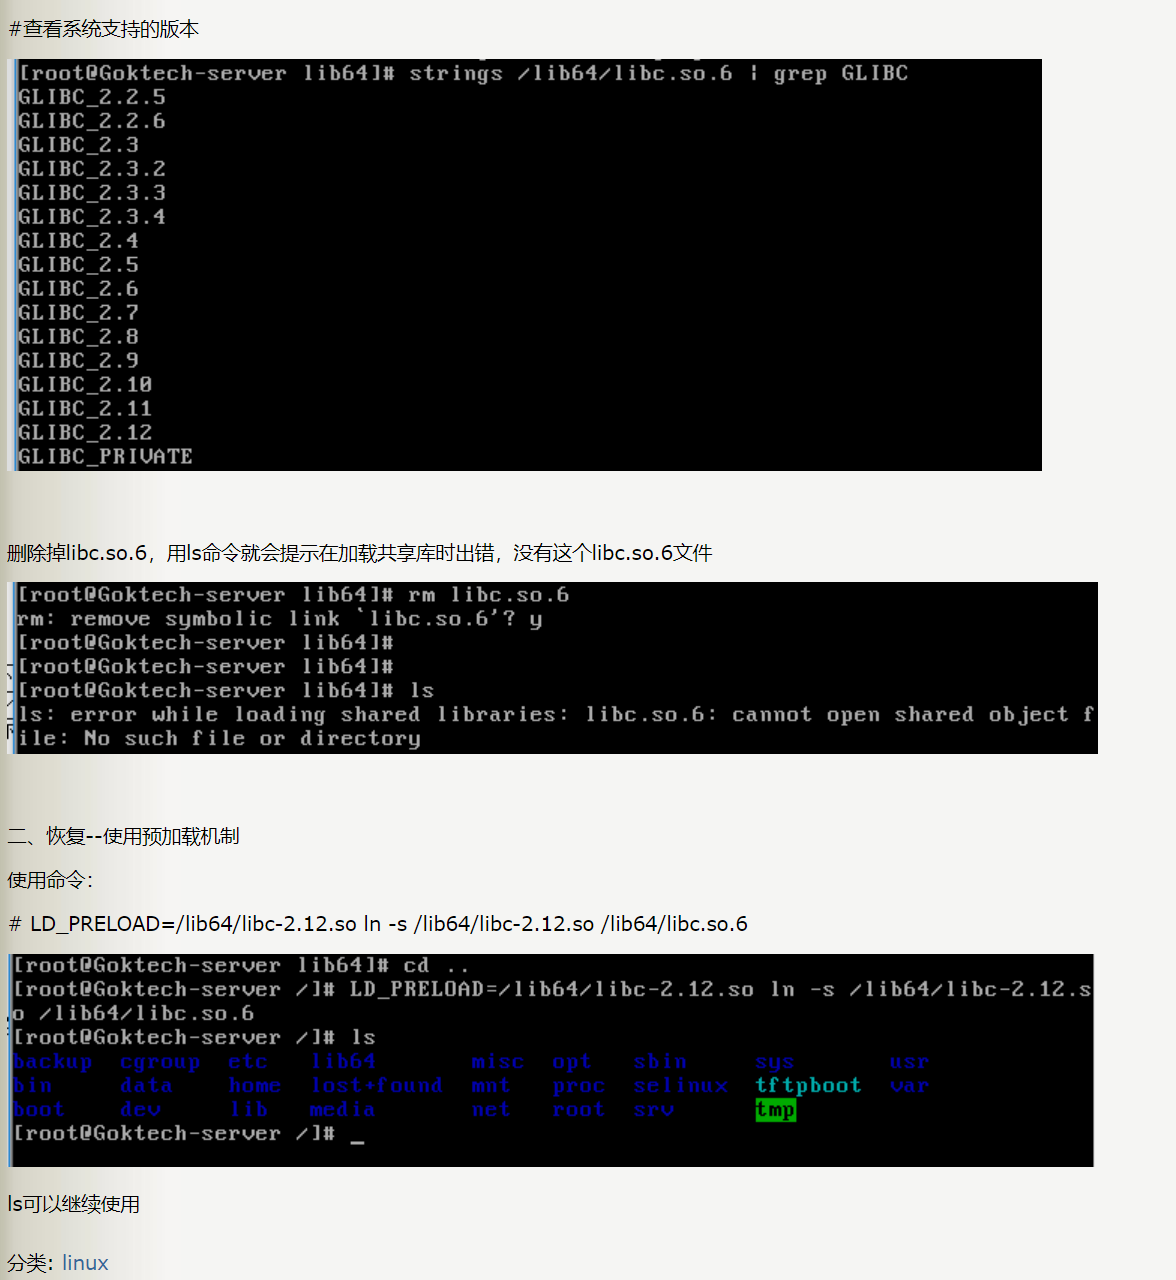 #查看系统支持的版本
[root@Goktech-server lib64]# strings /lib64/libc.so.6 | grep GLIBC
GLIBC_2.2.5
GLIBC_2.2.6
GLIBC_2.3
GLIBC_2.3.2
GLIBC_2.3.3
GLIBC_2.3.4
GLIBC_2.4
GLIBC_2.5
GLIBC_2.6
GLIBC_2.7
GLIBC_2.8
GLIBC_2.9
GLIBC_2.10
GLIBC_2.11
GLIBC_2.12
GLIBC_PRIVATE
删除掉libc.so.6，用ls命令就会提示在加载共享库时出错，没有这个libc.so.6文件
[root@Goktech-server lib64]# rm libc.so.6
rm: remove symbolic link `libc.so.6'? y
[root@Goktech-server lib64]#
[root@Goktech-server lib64]#
[root@Goktech-server lib64]# ls
ls: error while loading shared libraries: libc.so.6: cannot open shared object f
ile: No such file or directory
二、恢复--使用预加载机制
使用命令：
# LD_PRELOAD=/lib64/libc-2.12.so ln -s /lib64/libc-2.12.so /lib64/libc.so.6
[root@Goktech-server lib64]# cd ..
[root@Goktech-server /]# LD_PRELOAD=/lib64/libc-2.12.so ln -s /lib64/libc-2.12.s
o /lib64/libc.so.6
[root@Goktech-server /]# ls
backup cgroup etc lib64 misc opt sbin sys usr
bin data home lost+found mnt proc selinux tftpboot var
boot dev lib media net root srv tmp
[root@Goktech-server /]# _
ls可以继续使用
分类: linux